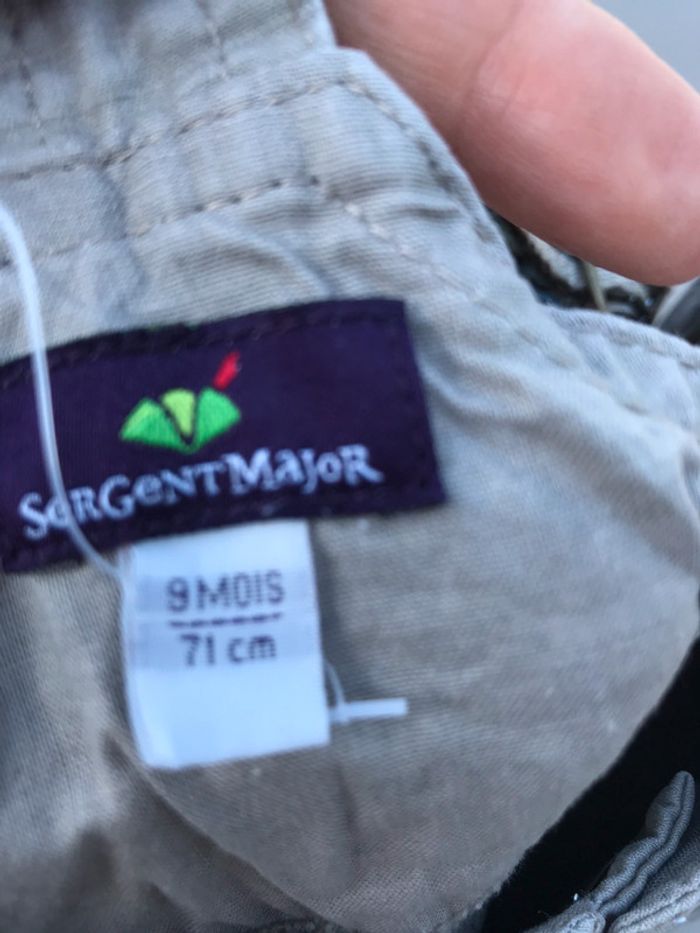 SeRGeNTMajoR
9 MOIS
71 cm